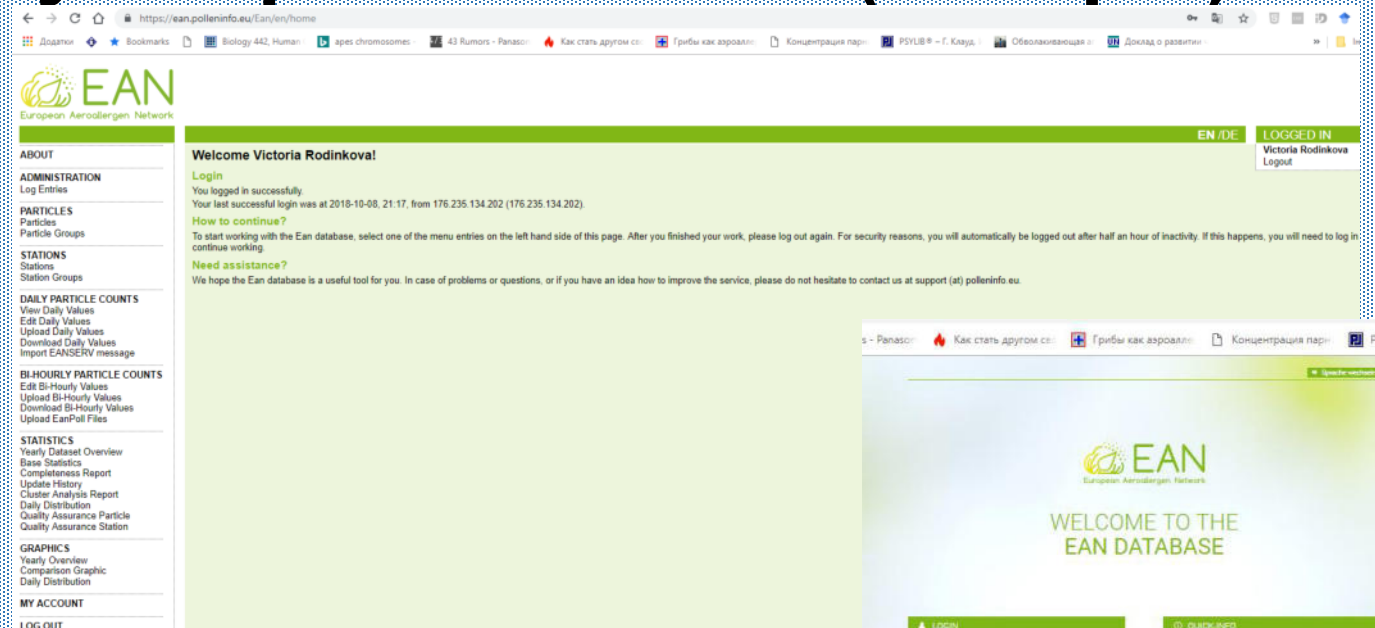 https://ean.polleninfo.eu/Ean/en/home
Додатки Bookmarks Biology 442, Human apes chromosomes - 43 Rumors - Panason Как стать другом се Грибы как аэроалле Концентрация пар PSYLIB® – Г. Клауд, Обволакивающая а Доклад о развитии
EAN
European Aeroallergen Network
EN /DE LOGGED IN
Victoria Rodinkova
Logout
ABOUT
ADMINISTRATION
Log Entries
PARTICLES
Particles
Particle Groups
STATIONS
Stations
Station Groups
DAILY PARTICLE COUNTS
View Daily Values
Edit Daily Values
Upload Daily Values
Download Daily Values
Import EANSERV message
BI-HOURLY PARTICLE COUNTS
Edit Bi-Hourly Values
Upload Bi-Hourly Values
Download Bi-Hourly Values
Upload EanPoll Files
STATISTICS
Yearly Dataset Overview
Base Statistics
Completeness Report
Update History
Cluster Analysis Report
Daily Distribution
Quality Assurance Particle
Quality Assurance Station
GRAPHICS
Yearly Overview
Comparison Graphic
Daily Distribution
MY ACCOUNT
LOG OUT
Welcome Victoria Rodinkova!
Login
You logged in successfully.
Your last successful login was at 2018-10-08, 21:17, from 176.235.134.202 (176.235.134.202).
How to continue?
To start working with the Ean database, select one of the menu entries on the left hand side of this page. After you finished your work, please log out again. For security reasons, you will automatically be logged out after half an hour of inactivity. If this happens, you will need to log in
continue working.
Need assistance?
We hope the Ean database is a useful tool for you. In case of problems or questions, or if you have an idea how to improve the service, please do not hesitate to contact us at support (at) polleninfo.eu.
s - Panason Как стать другом се Грибы как аэроалле Концентрация пар
Sprache wechseln
EAN
European Aeroallergen Network
WELCOME TO THE
EAN DATABASE
LOGIN
QUICK-INFO